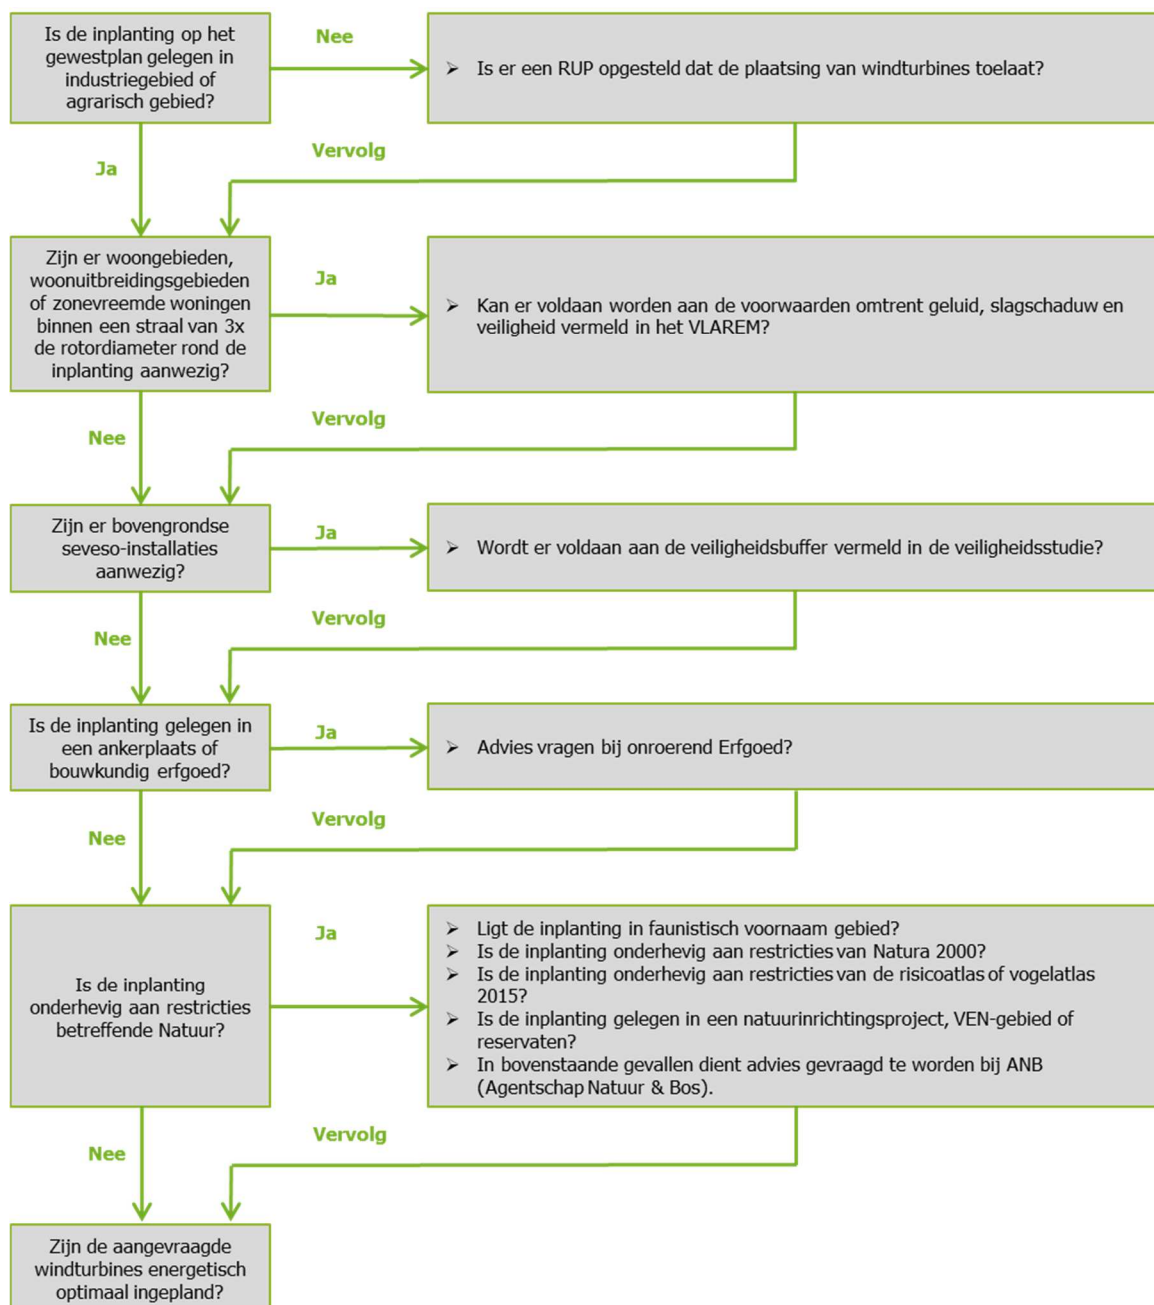 Is de inplanting op het
gewestplan gelegen in
industriegebied of
agrarisch gebied?
Nee
➢ Is er een RUP opgesteld dat de plaatsing van windturbines toelaat?
Ja
Vervolg
Zijn er woongebieden,
woonuitbreidingsgebieden
of zonevreemde woningen
binnen een straal van 3x
de rotordiameter rond de
inplanting aanwezig?
Ja
➢ Kan er voldaan worden aan de voorwaarden omtrent geluid, slagschaduw en
veiligheid vermeld in het VLAREM?
Nee
Vervolg
Zijn er bovengrondse
seveso-installaties
aanwezig?
Ja
➢ Wordt er voldaan aan de veiligheidsbuffer vermeld in de veiligheidsstudie?
Nee
Vervolg
Is de inplanting gelegen in
een ankerplaats of
bouwkundig erfgoed?
Ja
➢ Advies vragen bij onroerend Erfgoed?
Nee
Vervolg
Is de inplanting
onderhevig aan restricties
betreffende Natuur?
Ja
➢ Ligt de inplanting in faunistisch voornaam gebied?
➢ Is de inplanting onderhevig aan restricties van Natura 2000?
➢ Is de inplanting onderhevig aan restricties van de risicoatlas of vogelatlas
2015?
➢ Is de inplanting gelegen in een natuurinrichtingsproject, VEN-gebied of
reservaten?
➢ In bovenstaande gevallen dient advies gevraagd te worden bij ANB
(Agentschap Natuur & Bos).
Nee
Vervolg
Zijn de aangevraagde
windturbines energetisch
optimaal ingepland?